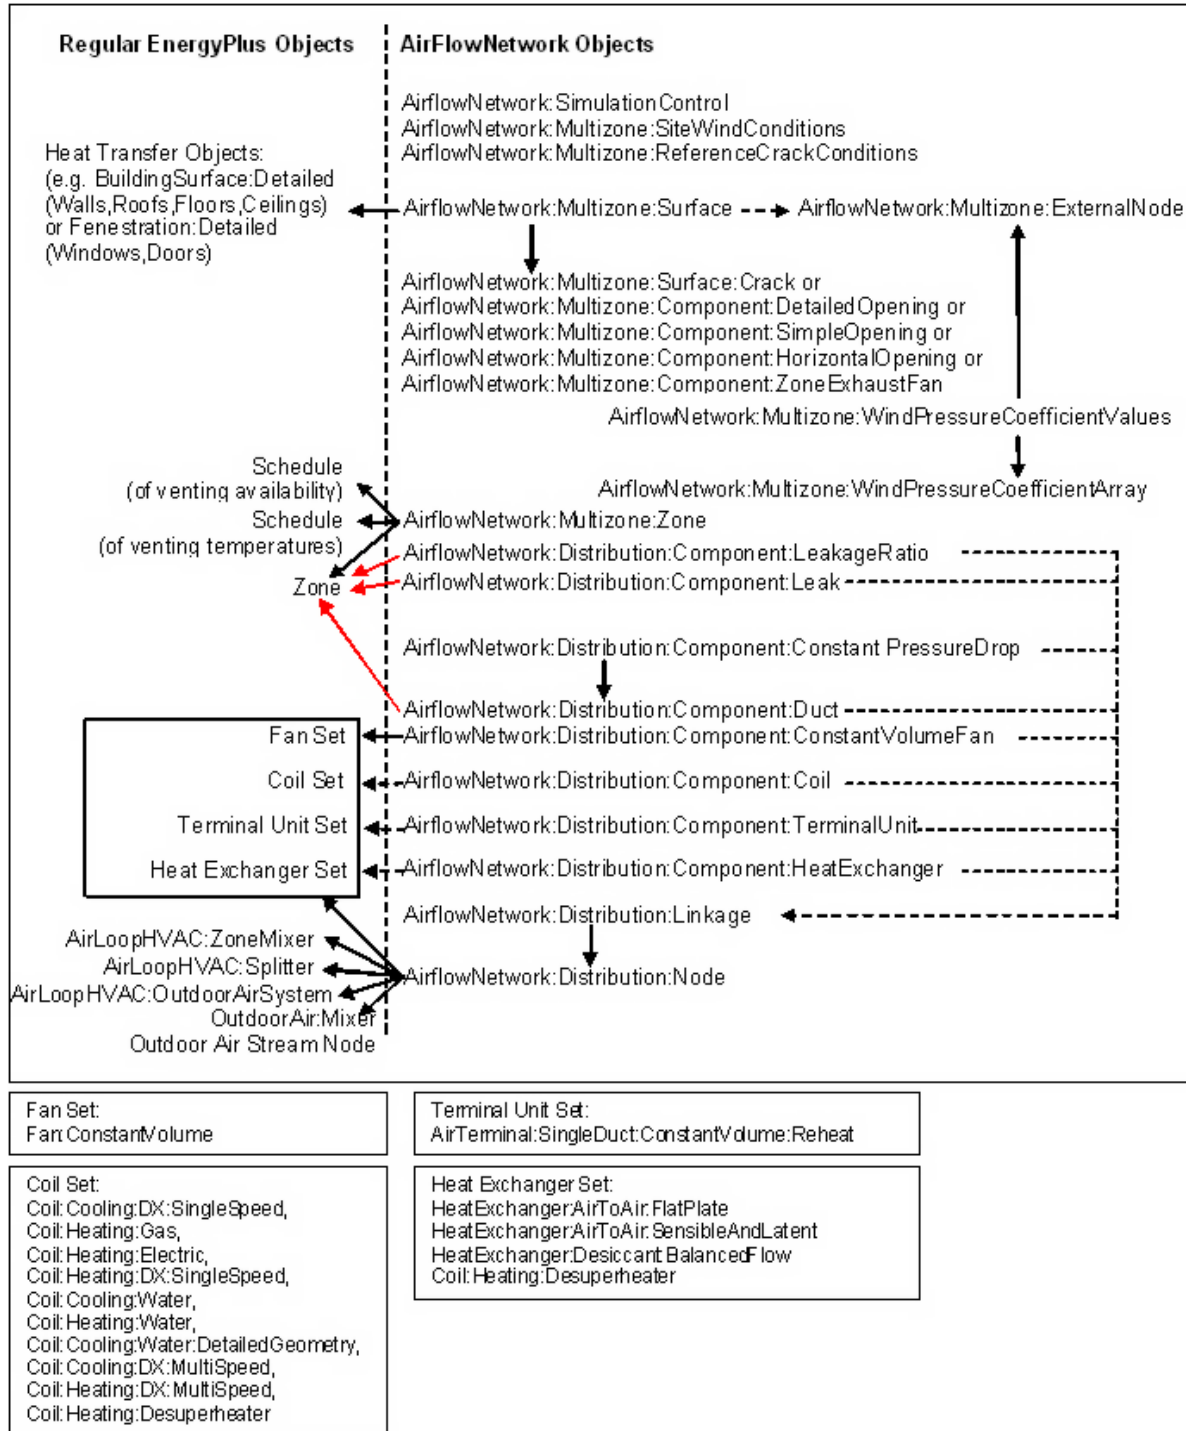 Regular EnergyPlus Objects
AirFlowNetwork Objects
AirflowNetwork:SimulationControl
AirflowNetwork:Multizone:SiteWindConditions
AirflowNetwork:Multizone:ReferenceCrackConditions
Heat Transfer Objects:
(e.g. BuildingSurface:Detailed
(Walls,Roofs,Floors,Ceilings)
or Fenestration:Detailed
(Windows,Doors)
AirflowNetwork:Multizone:Surface
AirflowNetwork:Multizone:ExternalNode
AirflowNetwork:Multizone:Surface:Crack or
AirflowNetwork:Multizone:Component:DetailedOpening or
AirflowNetwork:Multizone:Component:SimpleOpening or
AirflowNetwork:Multizone:Component:HorizontalOpening or
AirflowNetwork:Multizone:Component:ZoneExhaustFan
AirflowNetwork:Multizone:WindPressureCoefficientValues
AirflowNetwork:Multizone:WindPressureCoefficientArray
Schedule
(of venting availability)
Schedule
(of venting temperatures)
Zone
AirflowNetwork:Multizone:Zone
AirflowNetwork:Distribution:Component:LeakageRatio
AirflowNetwork:Distribution:Component:Leak
AirflowNetwork:Distribution:Component:Constant PressureDrop
AirflowNetwork:Distribution:Component:Duct
Fan Set
AirflowNetwork:Distribution:Component:ConstantVolumeFan
Coil Set
AirflowNetwork:Distribution:Component:Coil
Terminal Unit Set
AirflowNetwork:Distribution:Component:TerminalUnit
Heat Exchanger Set
AirflowNetwork:Distribution:Component:HeatExchanger
AirflowNetwork:Distribution:Linkage
AirflowNetwork:Distribution:Node
AirLoopHVAC:ZoneMixer
AirLoopHVAC:Splitter
AirLoopHVAC:OutdoorAirSystem
OutdoorAir:Mixer
Outdoor Air Stream Node
Fan Set:
Fan:ConstantVolume
Terminal Unit Set:
AirTerminal:SingleDuct:ConstantVolume:Reheat
Coil Set:
Coil:Cooling:DX:SingleSpeed,
Coil:Heating:Gas,
Coil:Heating:Electric,
Coil:Heating:DX:SingleSpeed,
Coil:Cooling:Water,
Coil:Heating:Water,
Coil:Cooling:Water:DetailedGeometry,
Coil:Cooling:DX:MultiSpeed,
Coil:Heating:DX:MultiSpeed,
Coil:Heating:Desuperheater
Heat Exchanger Set:
HeatExchanger:AirToAir:FlatPlate
HeatExchanger:AirToAir:SensibleAndLatent
HeatExchanger:Desiccant:BalancedFlow
Coil:Heating:Desuperheater